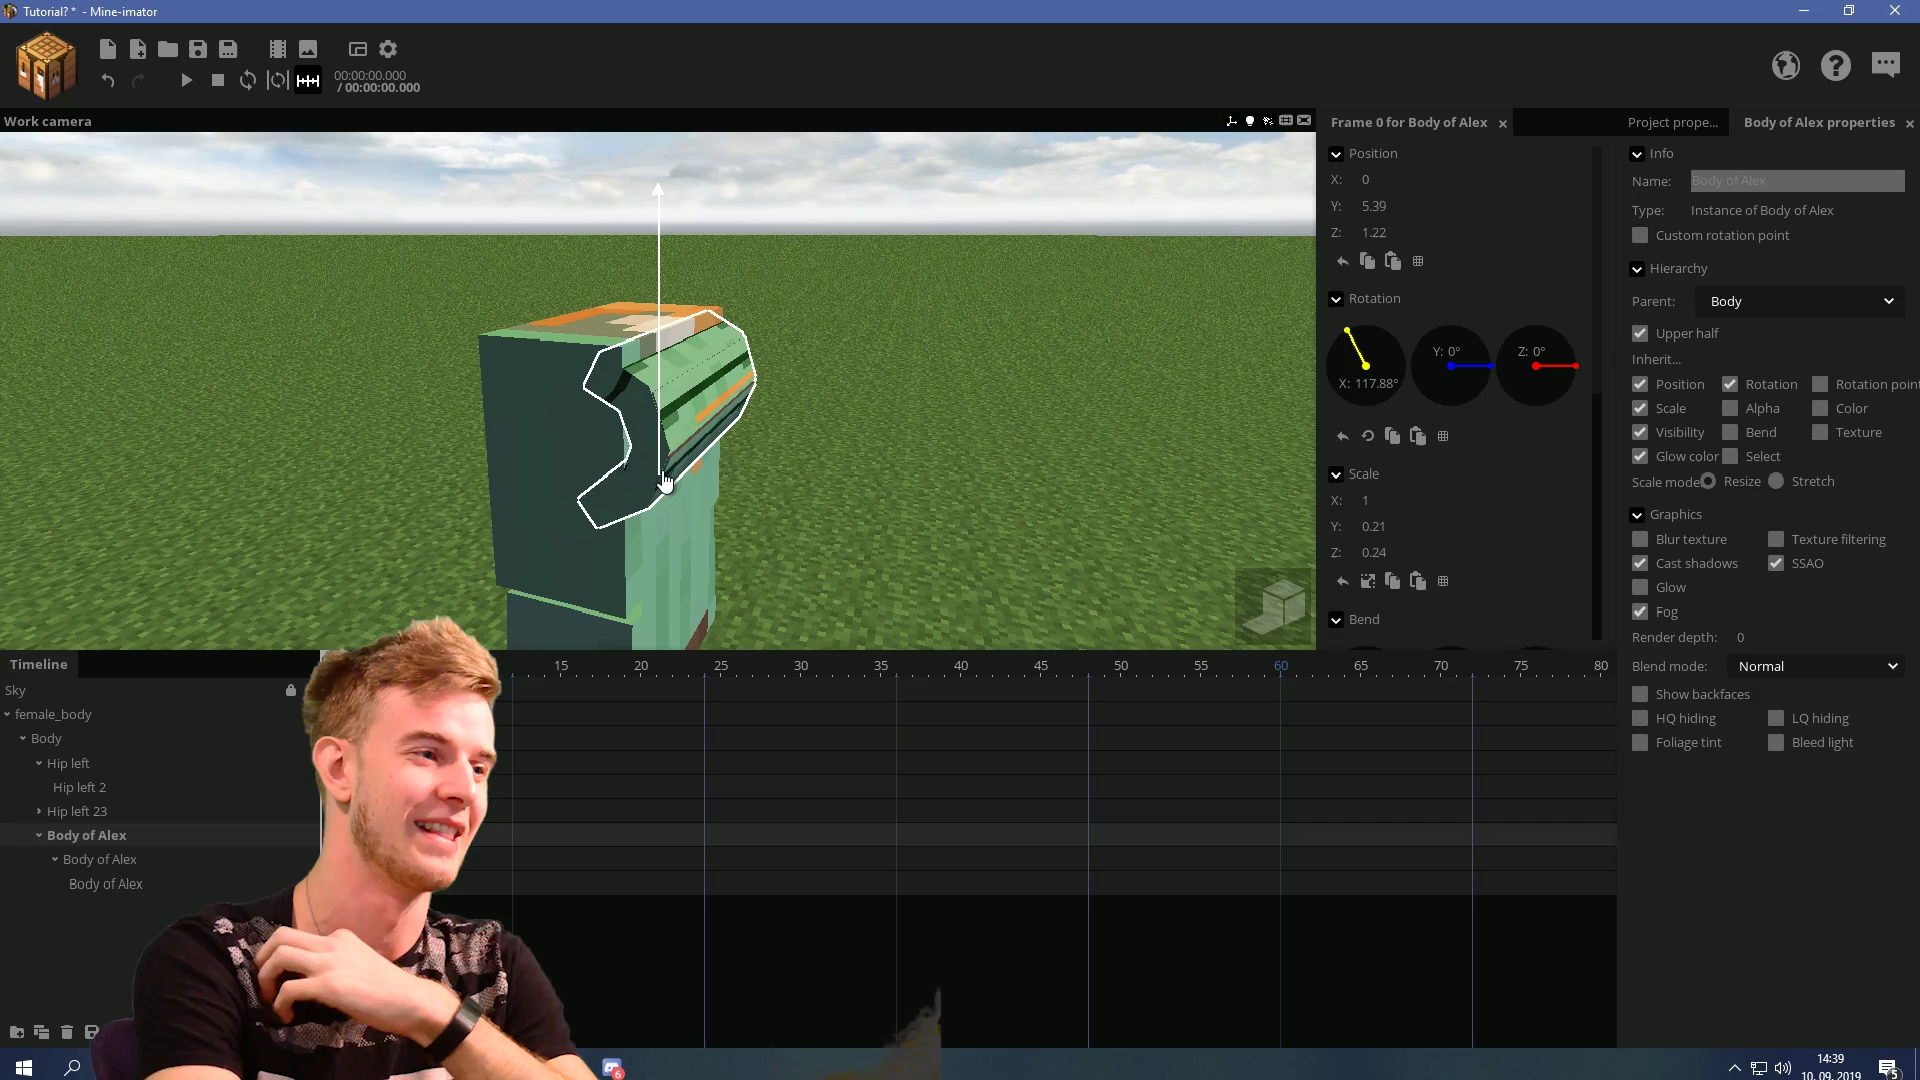 Tutorial? * - Mine-imator
00:00:00.000
/ 00:00:00.000
Work camera
Frame 0 for Body of Alex
Project prope...
Body of Alex properties
Position
X: 0
Y: 5.39
Z: 1.22
Rotation
X: 117.88°
Y: 0°
Z: 0°
Scale
X: 1
Y: 0.21
Z: 0.24
Bend
Info
Name: Body of Alex
Type: Instance of Body of Alex
Custom rotation point
Hierarchy
Parent: Body
Upper half
Inherit...
Position Rotation Rotation point
Scale Alpha Color
Visibility Bend Texture
Glow color Select
Scale mode Resize Stretch
Graphics
Blur texture Texture filtering
Cast shadows SSAO
Glow
Fog
Render depth: 0
Blend mode: Normal
Show backfaces
HQ hiding LQ hiding
Foliage tint Bleed light
Timeline
15 20 25 30 35 40 45 50 55 60 65 70 75 80
Sky
female_body
Body
Hip left
Hip left 2
Hip left 23
Body of Alex
Body of Alex
Body of Alex
6
14:39
10. 09. 2019
5